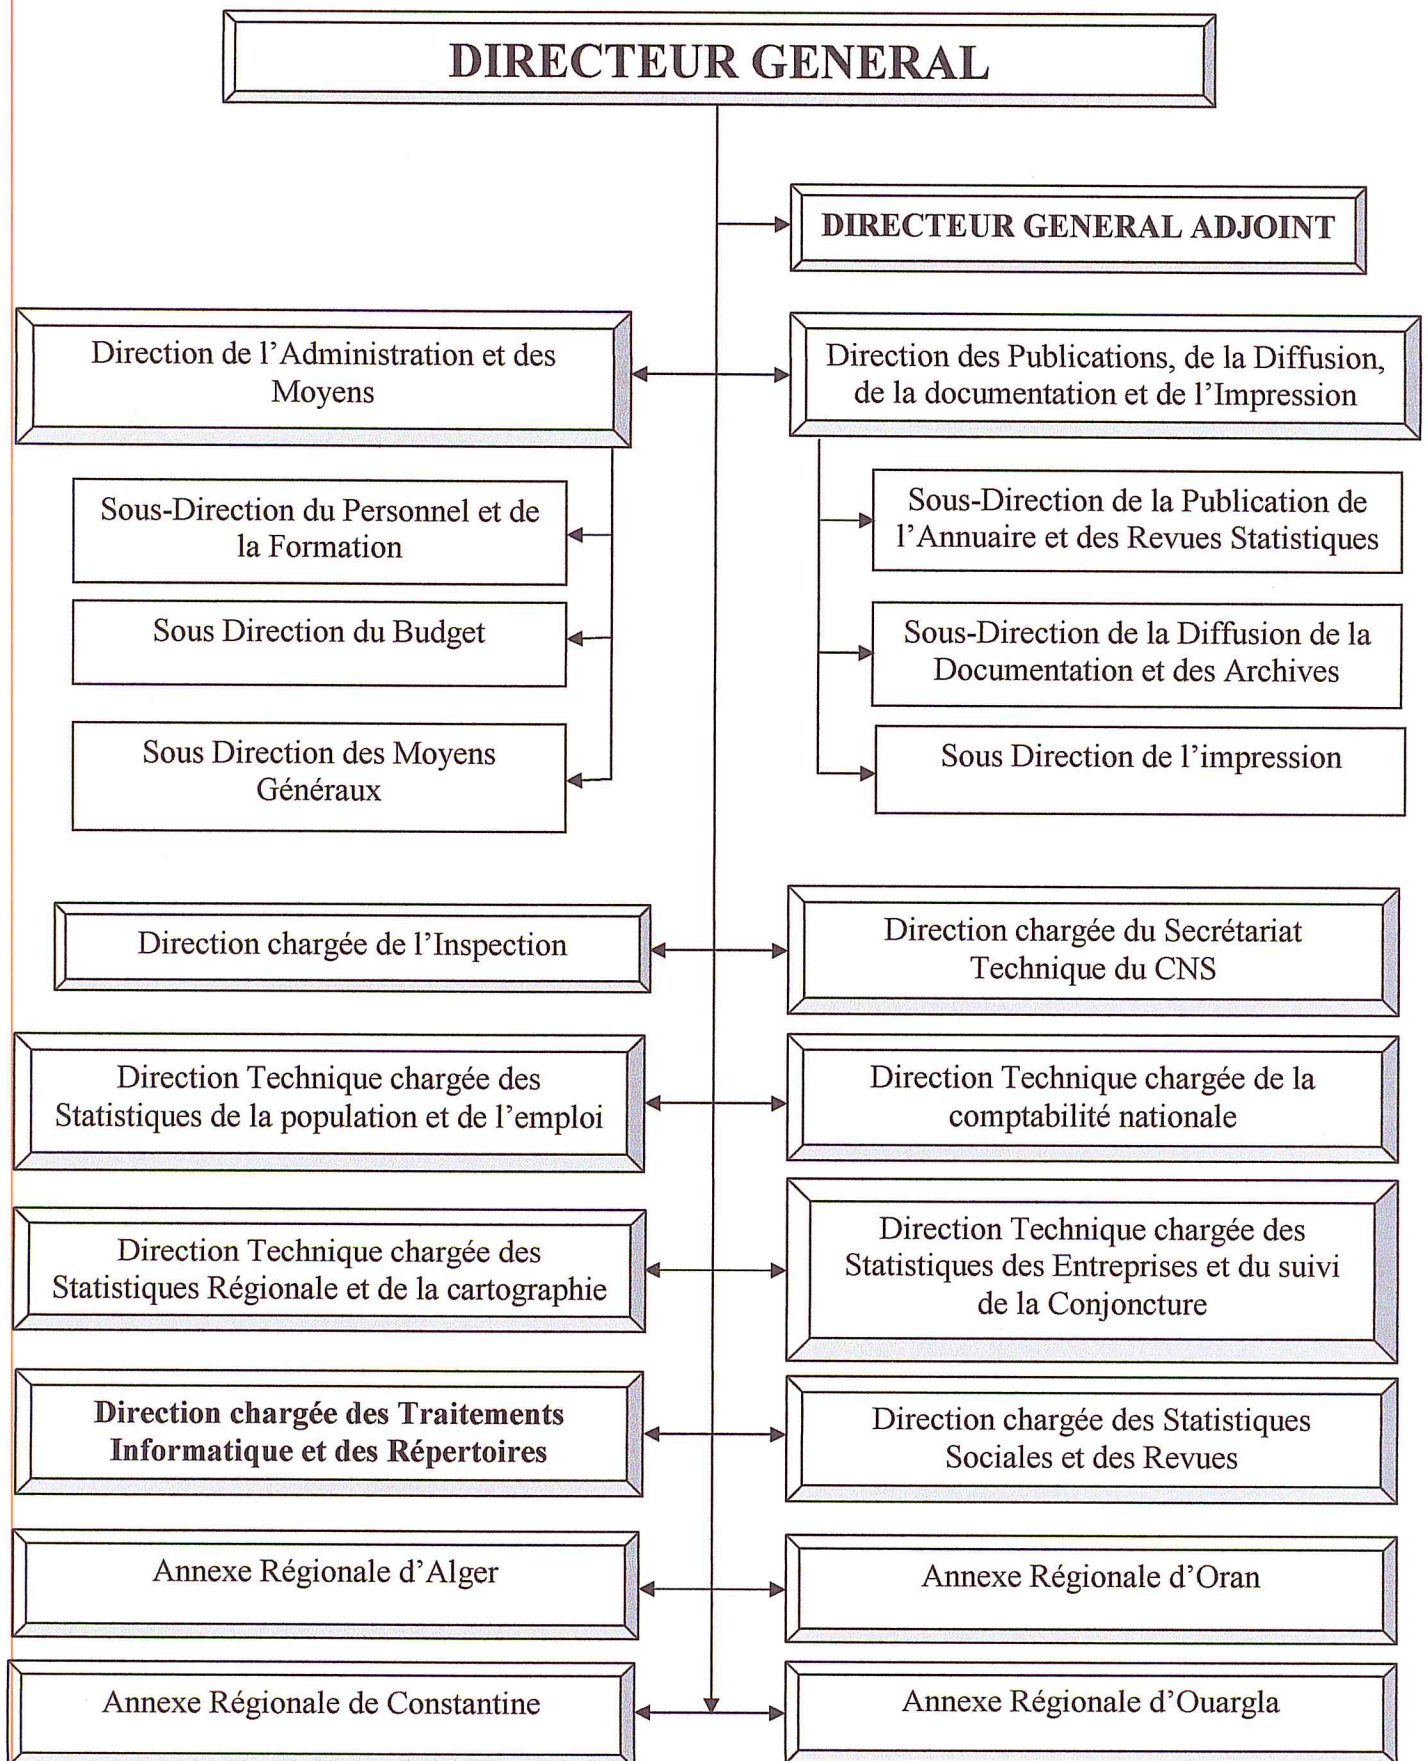 DIRECTEUR GENERAL
DIRECTEUR GENERAL ADJOINT
Direction de l’Administration et des
Moyens
Direction des Publications, de la Diffusion,
de la documentation et de l’Impression
Sous-Direction du Personnel et de
la Formation
Sous Direction du Budget
Sous Direction des Moyens
Généraux
Sous-Direction de la Publication de
l’Annuaire et des Revues Statistiques
Sous-Direction de la Diffusion de la
Documentation et des Archives
Sous Direction de l’impression
Direction chargée de l’Inspection
Direction chargée du Secrétariat
Technique du CNS
Direction Technique chargée des
Statistiques de la population et de l’emploi
Direction Technique chargée de la
comptabilité nationale
Direction Technique chargée des
Statistiques Régionale et de la cartographie
Direction Technique chargée des
Statistiques des Entreprises et du suivi
de la Conjoncture
Direction chargée des Traitements
Informatique et des Répertoires
Direction chargée des Statistiques
Sociales et des Revues
Annexe Régionale d’Alger
Annexe Régionale d’Oran
Annexe Régionale de Constantine
Annexe Régionale d’Ouargla